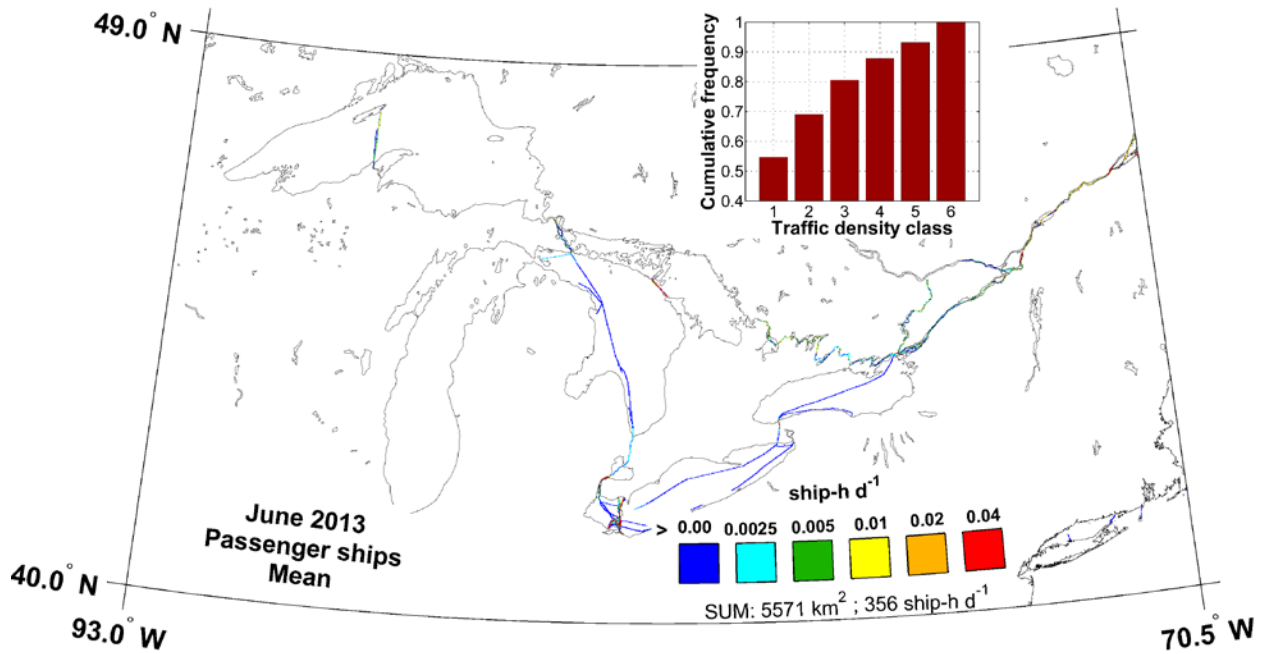 49.0° N
1
0.9
0.8
0.7
0.6
0.5
0.4
Cumulative frequency
1 2 3 4 5 6
Traffic density class
ship-h d⁻¹
> 0.00 0.0025 0.005 0.01 0.02 0.04
SUM: 5571 km² ; 356 ship-h d⁻¹
June 2013
Passenger ships
Mean
40.0° N
93.0° W
70.5° W